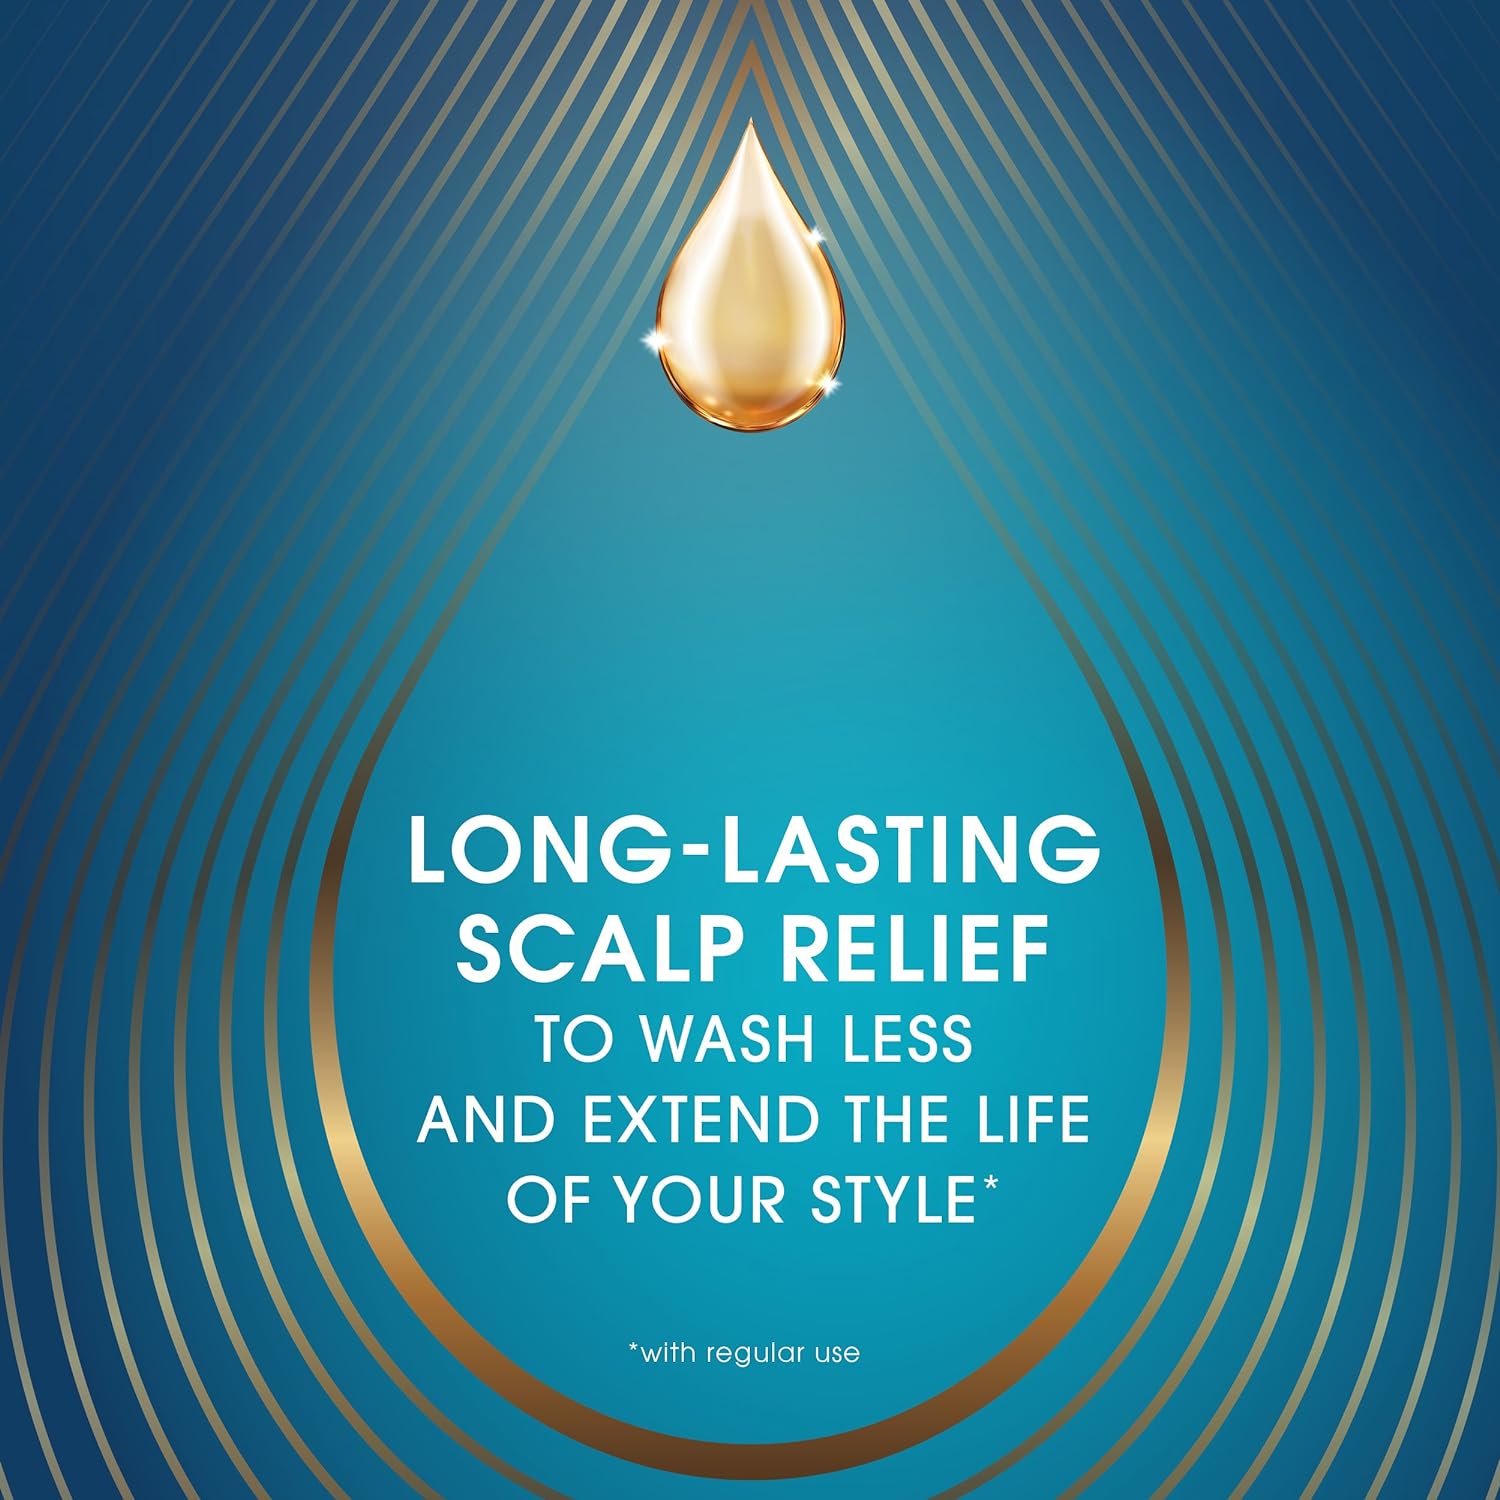 LONG-LASTING
SCALP RELIEF
TO WASH LESS
AND EXTEND THE LIFE
OF YOUR STYLE*
*with regular use